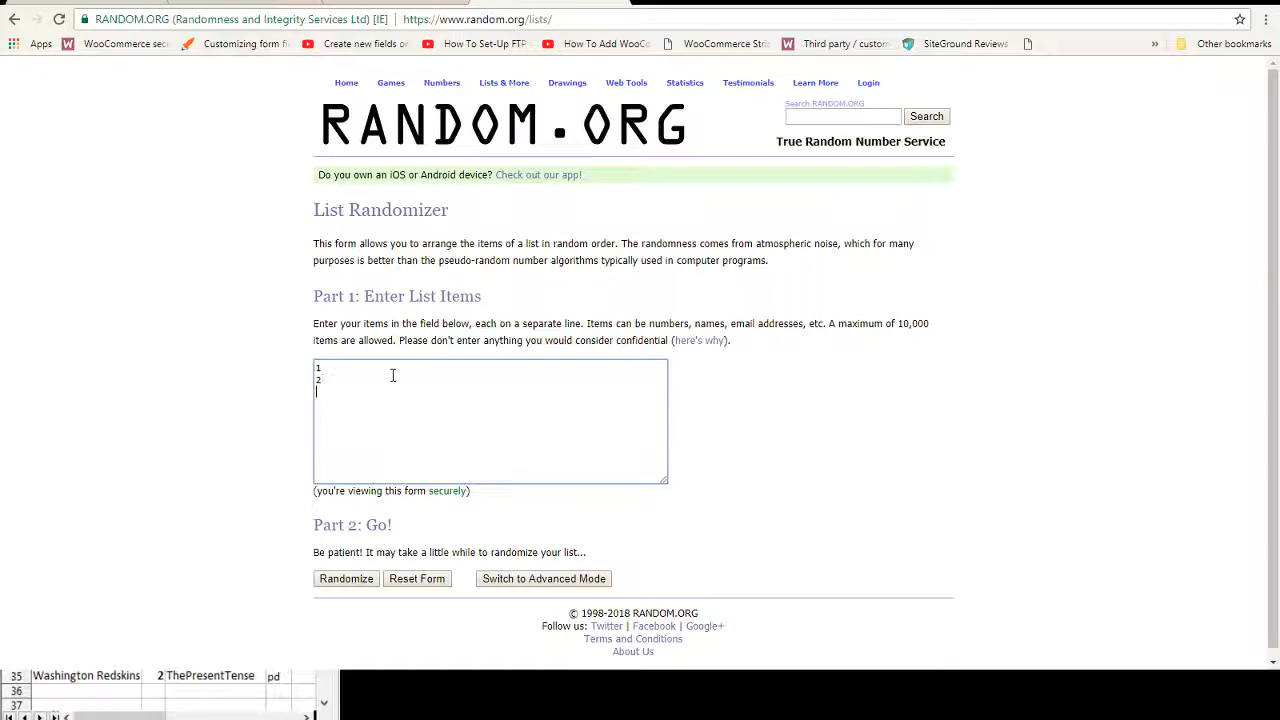 RANDOM.ORG (Randomness and Integrity Services Ltd) [IE] | https://www.random.org/lists/
Apps WooCommerce sec Customizing form fi Create new fields or How To Set-Up FTP How To Add WooCo WooCommerce Stri Third party / custom SiteGround Reviews » Other bookmarks
Home Games Numbers Lists & More Drawings Web Tools Statistics Testimonials Learn More Login
RANDOM.ORG
Search RANDOM.ORG
Search
True Random Number Service
Do you own an iOS or Android device? Check out our app!
List Randomizer
This form allows you to arrange the items of a list in random order. The randomness comes from atmospheric noise, which for many
purposes is better than the pseudo-random number algorithms typically used in computer programs.
Part 1: Enter List Items
Enter your items in the field below, each on a separate line. Items can be numbers, names, email addresses, etc. A maximum of 10,000
items are allowed. Please don't enter anything you would consider confidential (here's why).
1
2
(you're viewing this form securely)
Part 2: Go!
Be patient! It may take a little while to randomize your list...
Randomize Reset Form Switch to Advanced Mode
© 1998-2018 RANDOM.ORG
Follow us: Twitter | Facebook | Google+
Terms and Conditions
About Us
35 Washington Redskins 2 ThePresentTense pd
36
37